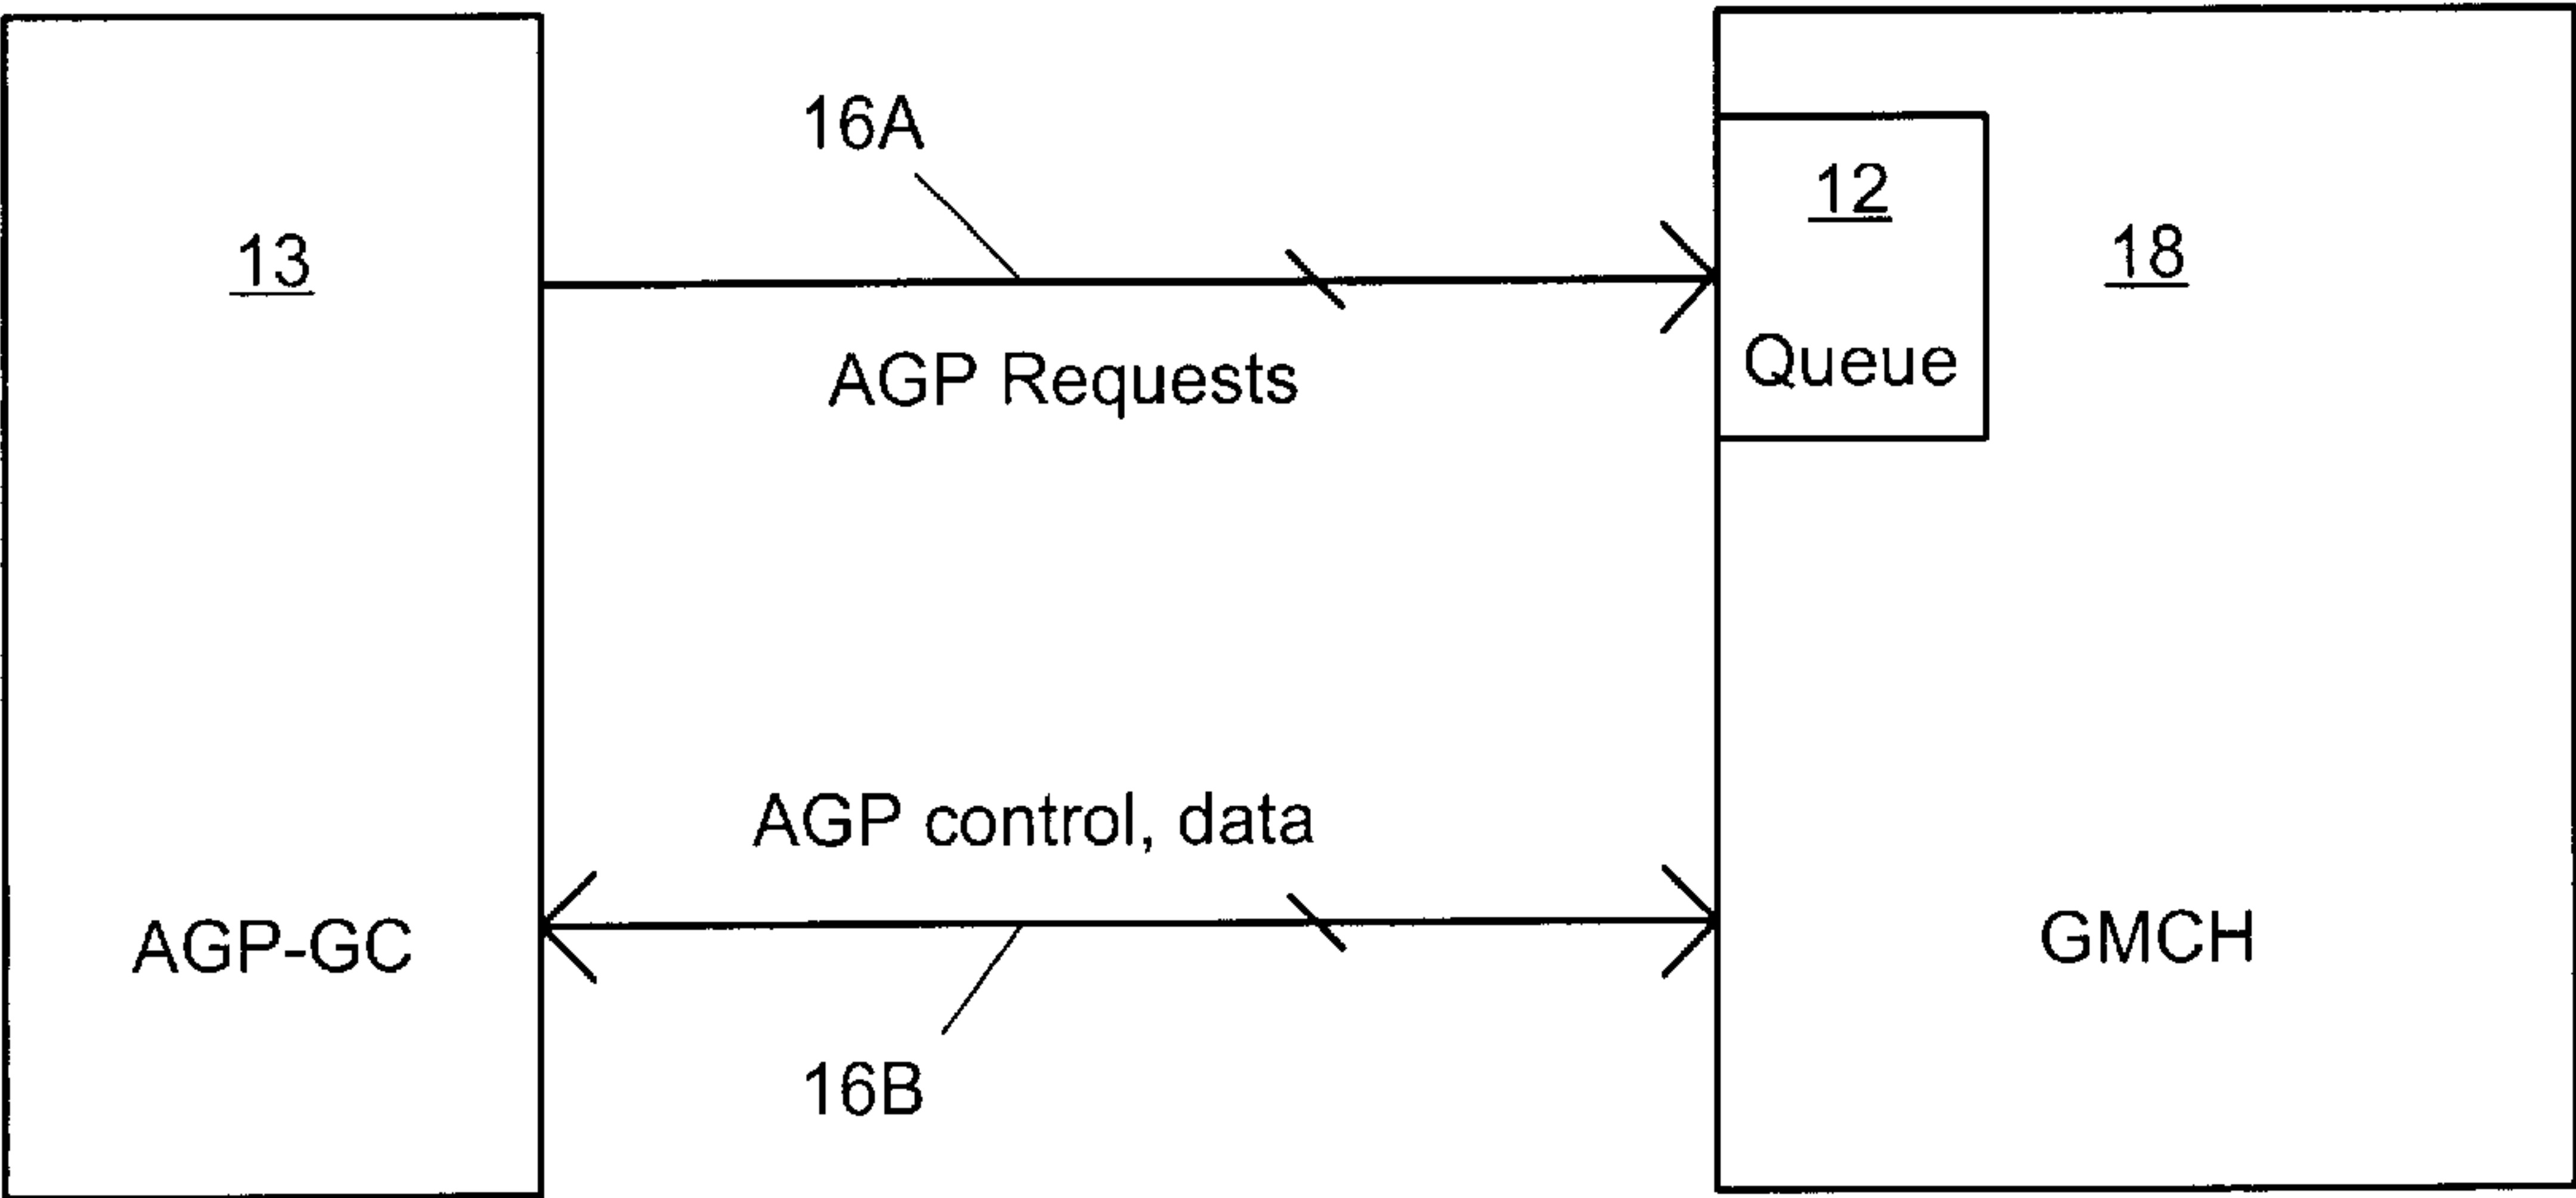 16A
12
13
18
Queue
AGP Requests
AGP control, data
AGP-GC
GMCH
16B